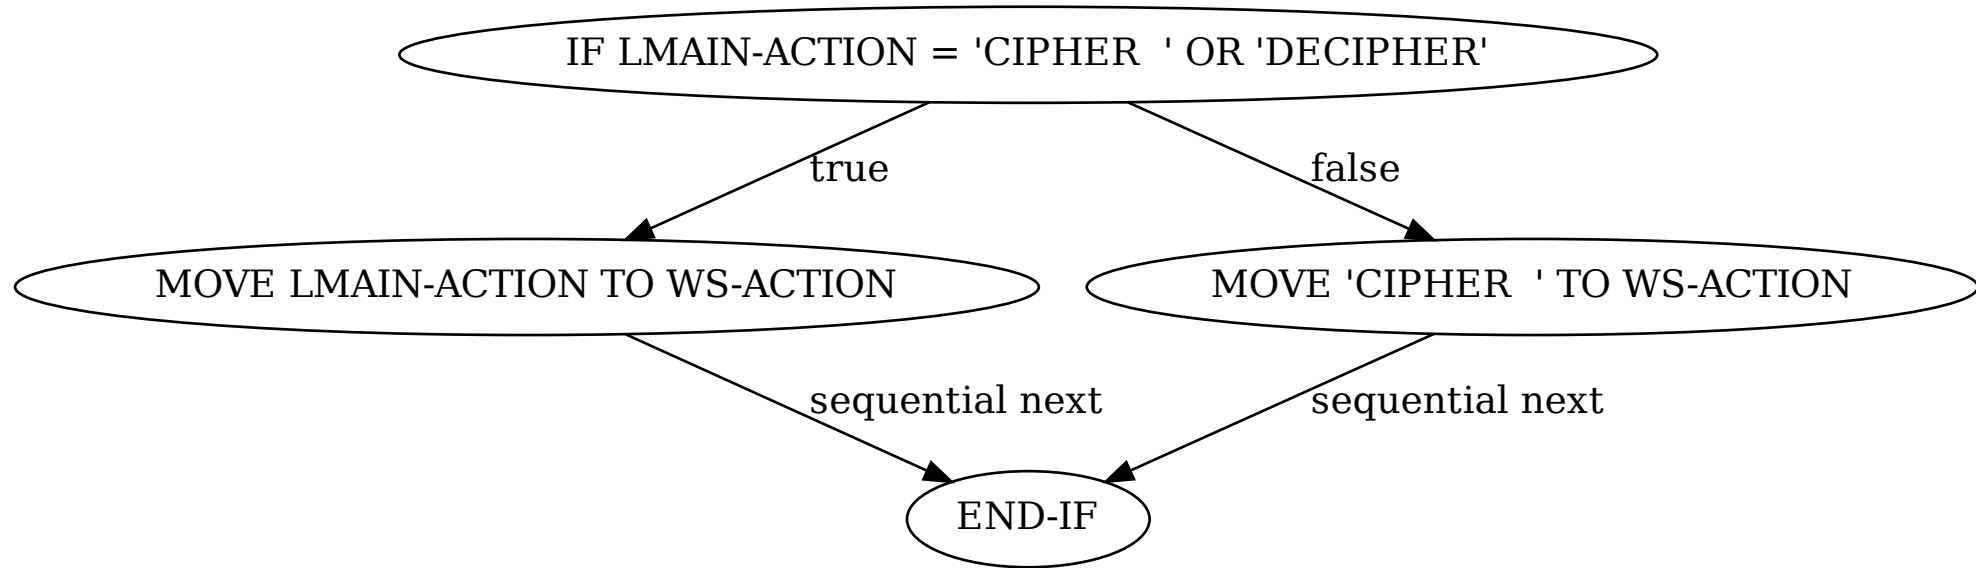 IF LMAIN-ACTION = 'CIPHER  ' OR 'DECIPHER'
true
false
MOVE LMAIN-ACTION TO WS-ACTION
MOVE 'CIPHER  ' TO WS-ACTION
sequential next
sequential next
END-IF